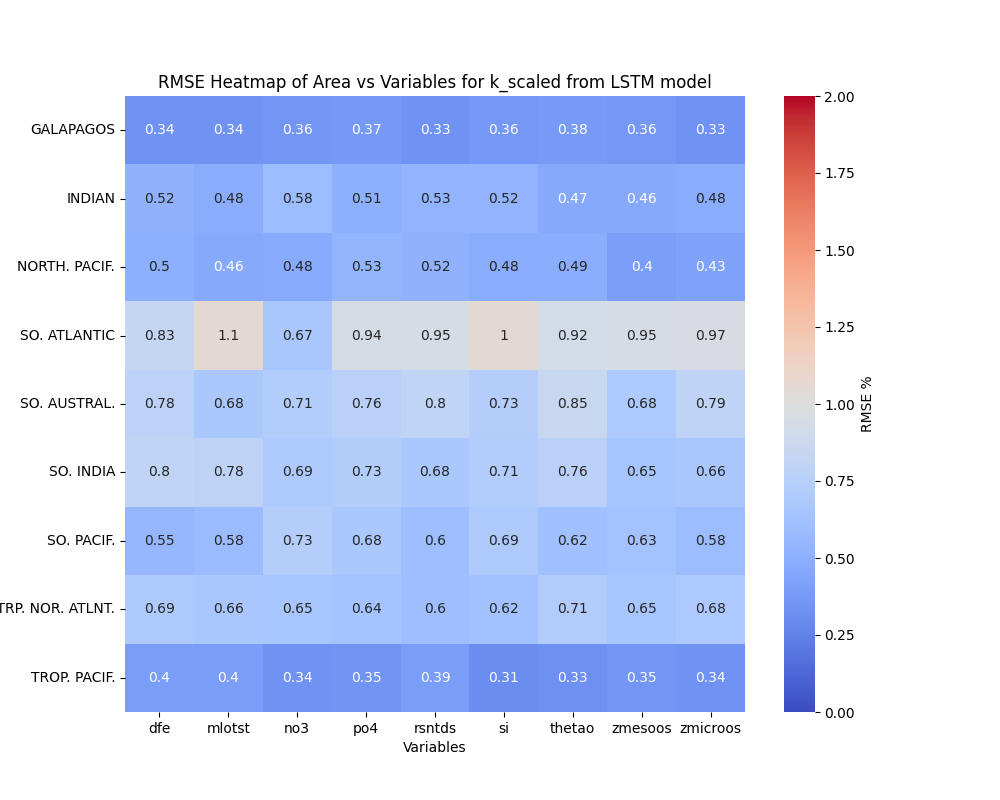 RMSE Heatmap of Area vs Variables for k_scaled from LSTM model
GALAPAGOS 0.34 0.34 0.36 0.37 0.33 0.36 0.38 0.36 0.33
INDIAN 0.52 0.48 0.58 0.51 0.53 0.52 0.47 0.46 0.48
NORTH. PACIF. 0.5 0.46 0.48 0.53 0.52 0.48 0.49 0.4 0.43
SO. ATLANTIC 0.83 1.1 0.67 0.94 0.95 1 0.92 0.95 0.97
SO. AUSTRAL. 0.78 0.68 0.71 0.76 0.8 0.73 0.85 0.68 0.79
SO. INDIA 0.8 0.78 0.69 0.73 0.68 0.71 0.76 0.65 0.66
SO. PACIF. 0.55 0.58 0.73 0.68 0.6 0.69 0.62 0.63 0.58
TRP. NOR. ATLNT. 0.69 0.66 0.65 0.64 0.6 0.62 0.71 0.65 0.68
TROP. PACIF. 0.4 0.4 0.34 0.35 0.39 0.31 0.33 0.35 0.34
dfe mlotst no3 po4 rsntds si thetao zmesoos zmicroos
Variables
2.00
1.75
1.50
1.25
1.00
0.75
0.50
0.25
0.00
RMSE %